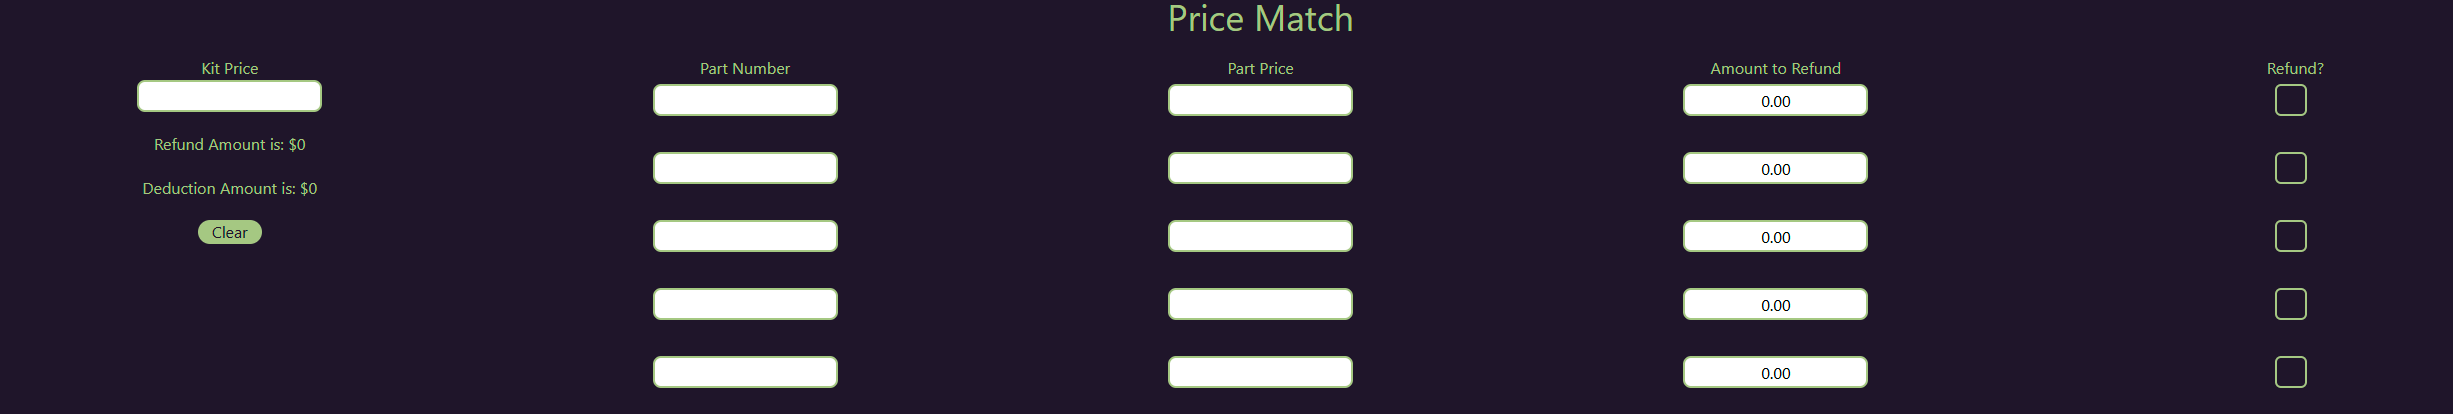 Price Match
Kit Price
Part Number
Part Price
Amount to Refund
Refund?
0.00
Refund Amount is: $0
0.00
Deduction Amount is: $0
Clear
0.00
0.00
0.00